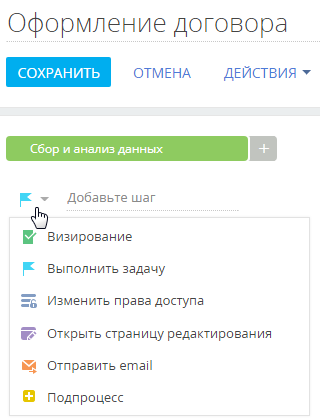 Оформление договора
СОХРАНИТЬ ОТМЕНА ДЕЙСТВИЯ
Сбор и анализ данных +
Добавьте шаг
Визирование
Выполнить задачу
Изменить права доступа
Открыть страницу редактирования
Отправить email
Подпроцесс